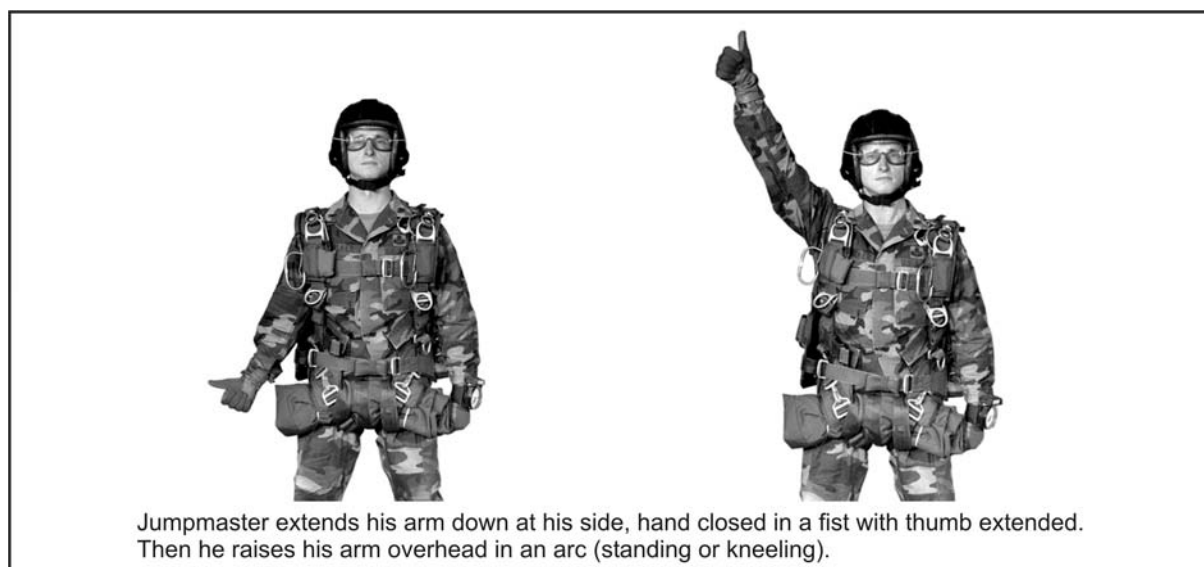 Jumpmaster extends his arm down at his side, hand closed in a fist with thumb extended.
Then he raises his arm overhead in an arc (standing or kneeling).